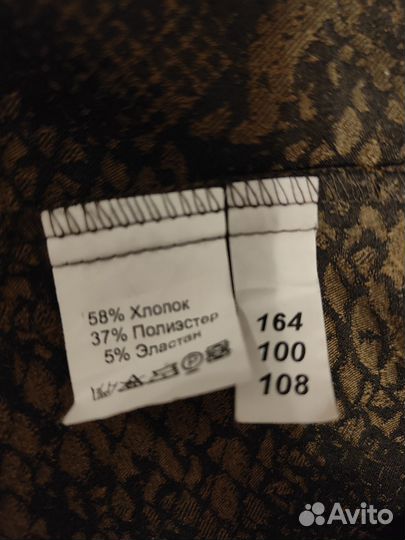 58% Хлопок
37% Полиэстер
5% Эластан
164
100
108
Avito